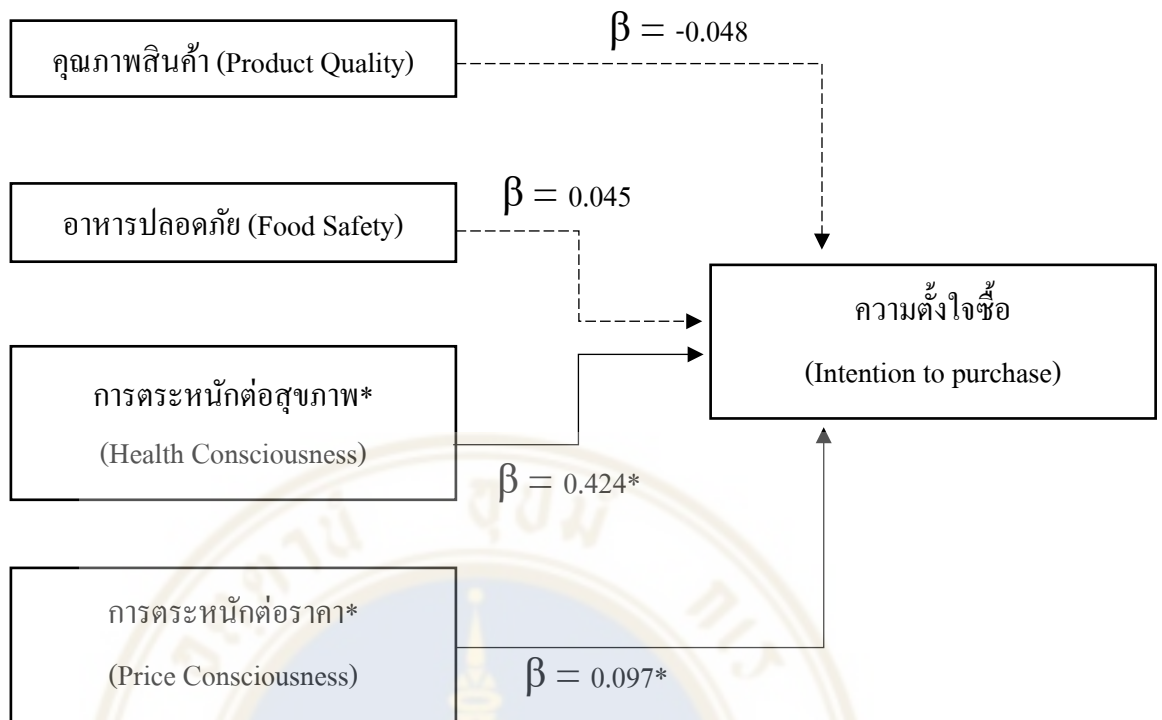 β = -0.048
คุณภาพสินค้า (Product Quality)
β = 0.045
อาหารปลอดภัย (Food Safety)
ความตั้งใจซื้อ
(Intention to purchase)
การตระหนักต่อสุขภาพ*
(Health Consciousness)
β = 0.424*
การตระหนักต่อราคา*
(Price Consciousness)
β = 0.097*